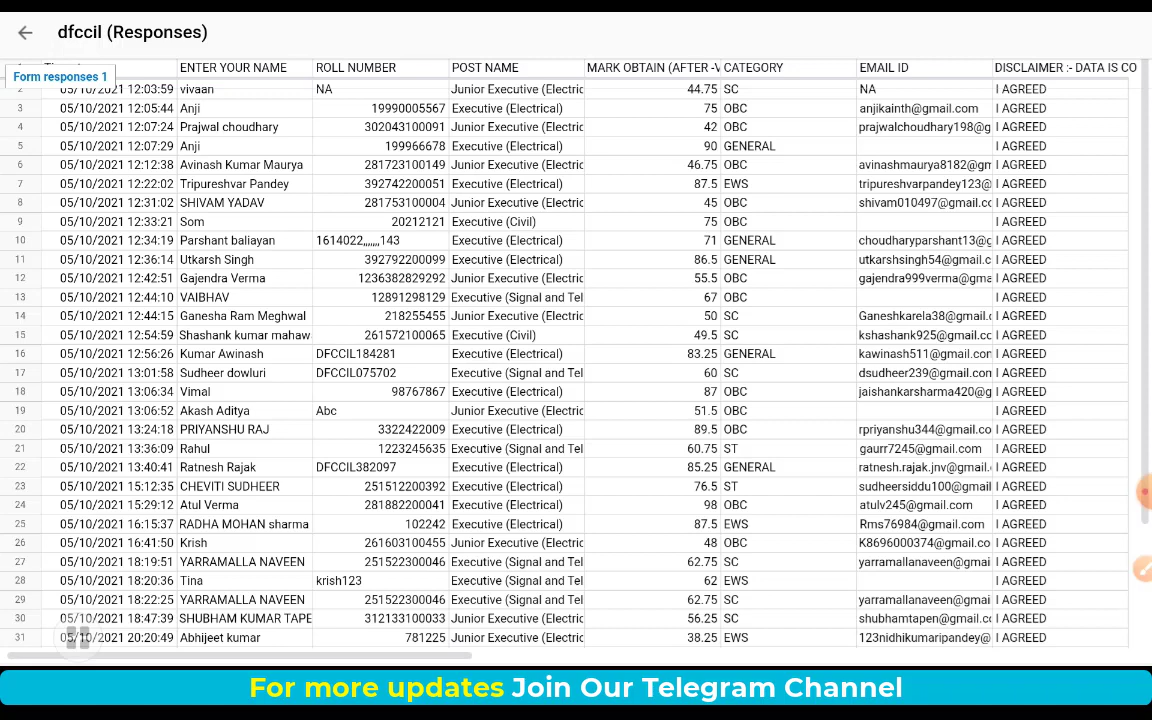 dfccil (Responses)
ENTER YOUR NAME ROLL NUMBER POST NAME MARK OBTAIN (AFTER -V CATEGORY EMAIL ID DISCLAIMER :- DATA IS CO
Form responses 1
2 05/10/2021 12:03:59 vivaan NA Junior Executive (Electric 44.75 SC NA I AGREED
3 05/10/2021 12:05:44 Anji 19990005567 Executive (Electrical) 75 OBC anjikainth@gmail.com I AGREED
4 05/10/2021 12:07:24 Prajwal choudhary 302043100091 Junior Executive (Electric 42 OBC prajwalchoudhary198@g I AGREED
5 05/10/2021 12:07:29 Anji 199966678 Executive (Electrical) 90 GENERAL I AGREED
6 05/10/2021 12:12:38 Avinash Kumar Maurya 281723100149 Junior Executive (Electric 46.75 OBC avinashmaurya8182@gm I AGREED
7 05/10/2021 12:22:02 Tripureshvar Pandey 392742200051 Executive (Electrical) 87.5 EWS tripureshvarpandey123@ I AGREED
8 05/10/2021 12:31:02 SHIVAM YADAV 281753100004 Junior Executive (Electric 45 OBC shivam010497@gmail.cc I AGREED
9 05/10/2021 12:33:21 Som 20212121 Executive (Civil) 75 OBC I AGREED
10 05/10/2021 12:34:19 Parshant baliayan 1614022,,,,,,,143 Executive (Electrical) 71 GENERAL choudharyparshant13@g I AGREED
11 05/10/2021 12:36:14 Utkarsh Singh 392792200099 Executive (Electrical) 86.5 GENERAL utkarshsingh54@gmail.c I AGREED
12 05/10/2021 12:42:51 Gajendra Verma 1236382829292 Junior Executive (Electric 55.5 OBC gajendra999verma@gma I AGREED
13 05/10/2021 12:44:10 VAIBHAV 12891298129 Executive (Signal and Tel 67 OBC I AGREED
14 05/10/2021 12:44:15 Ganesha Ram Meghwal 218255455 Junior Executive (Electric 50 SC Ganeshkarela38@gmail. I AGREED
15 05/10/2021 12:54:59 Shashank kumar mahaw 261572100065 Executive (Civil) 49.5 SC kshashank925@gmail.co I AGREED
16 05/10/2021 12:56:26 Kumar Awinash DFCCIL184281 Executive (Electrical) 83.25 GENERAL kawinash511@gmail.con I AGREED
17 05/10/2021 13:01:58 Sudheer dowluri DFCCIL075702 Executive (Signal and Tel 60 SC dsudheer239@gmail.con I AGREED
18 05/10/2021 13:06:34 Vimal 98767867 Executive (Electrical) 87 OBC jaishankarsharma420@g I AGREED
19 05/10/2021 13:06:52 Akash Aditya Abc Junior Executive (Electric 51.5 OBC I AGREED
20 05/10/2021 13:24:18 PRIYANSHU RAJ 3322422009 Executive (Electrical) 89.5 OBC rpriyanshu344@gmail.co I AGREED
21 05/10/2021 13:36:09 Rahul 1223245635 Executive (Signal and Tel 60.75 ST gaurr7245@gmail.com I AGREED
22 05/10/2021 13:40:41 Ratnesh Rajak DFCCIL382097 Executive (Electrical) 85.25 GENERAL ratnesh.rajak.jnv@gmail. I AGREED
23 05/10/2021 15:12:35 CHEVITI SUDHEER 251512200392 Executive (Electrical) 76.5 ST sudheersiddu100@gmail I AGREED
24 05/10/2021 15:29:12 Atul Verma 281882200041 Executive (Electrical) 98 OBC atulv245@gmail.com I AGREED
25 05/10/2021 16:15:37 RADHA MOHAN sharma 102242 Executive (Electrical) 87.5 EWS Rms76984@gmail.com I AGREED
26 05/10/2021 16:41:50 Krish 261603100455 Junior Executive (Electric 48 OBC K8696000374@gmail.co I AGREED
27 05/10/2021 18:19:51 YARRAMALLA NAVEEN 251522300046 Executive (Signal and Tel 62.75 SC yarramallanaveen@gmai I AGREED
28 05/10/2021 18:20:36 Tina krish123 Executive (Signal and Tel 62 EWS I AGREED
29 05/10/2021 18:22:25 YARRAMALLA NAVEEN 251522300046 Executive (Signal and Tel 62.75 SC yarramallanaveen@gmai I AGREED
30 05/10/2021 18:47:39 SHUBHAM KUMAR TAPE 312133100033 Junior Executive (Electric 56.25 SC shubhamtapen@gmail.cc I AGREED
31 05/10/2021 20:20:49 Abhijeet kumar 781225 Junior Executive (Electric 38.25 EWS 123nidhikumaripandey@ I AGREED
For more updates Join Our Telegram Channel